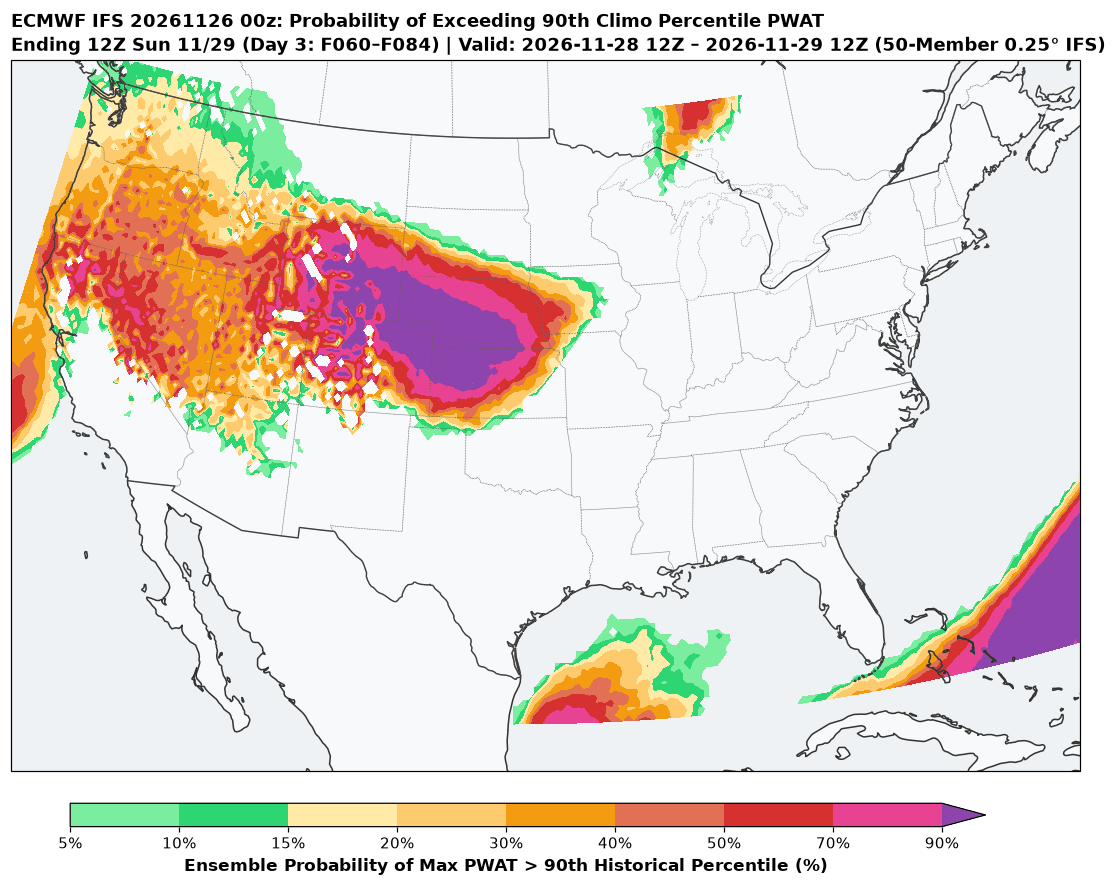 ECMWF IFS 20261126 00z: Probability of Exceeding 90th Climo Percentile PWAT
Ending 12Z Sun 11/29 (Day 3: F060–F084) | Valid: 2026-11-28 12Z – 2026-11-29 12Z (50-Member 0.25° IFS)
5% 10% 15% 20% 30% 40% 50% 70% 90%
Ensemble Probability of Max PWAT > 90th Historical Percentile (%)